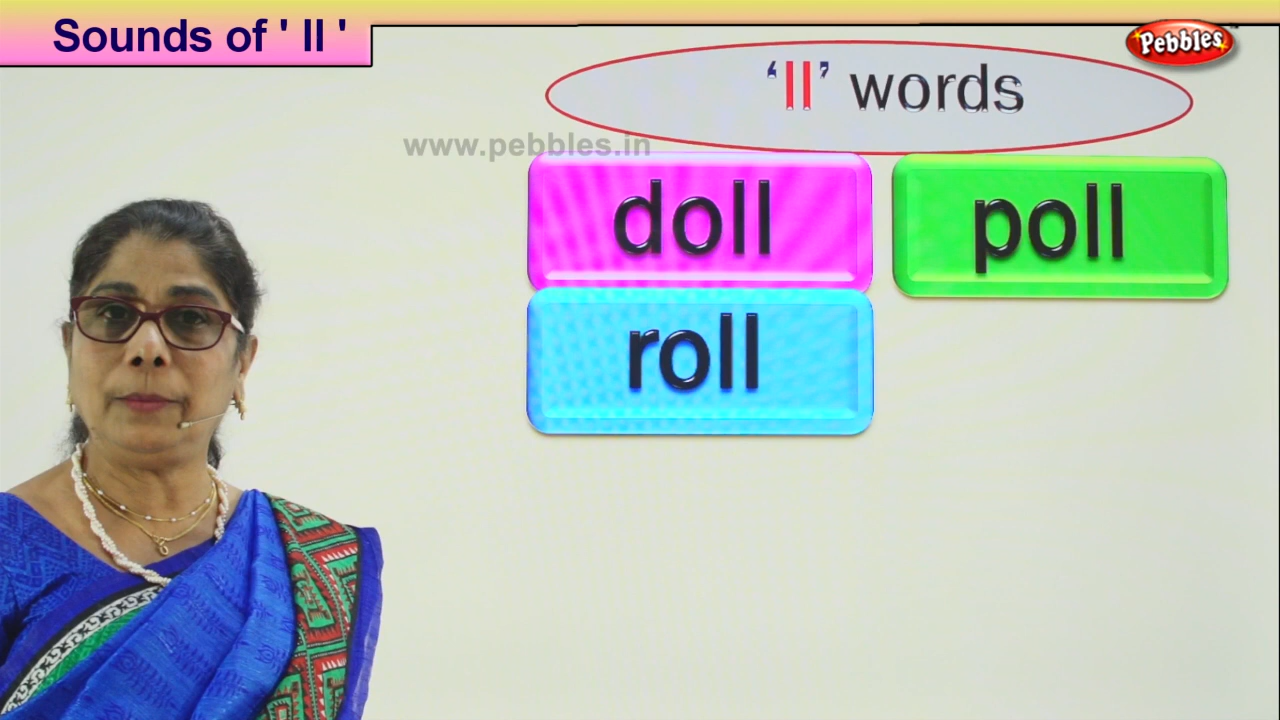 Sounds of ' ll '
Pebbles
‘ll’ words
www.pebbles.in
doll
poll
roll